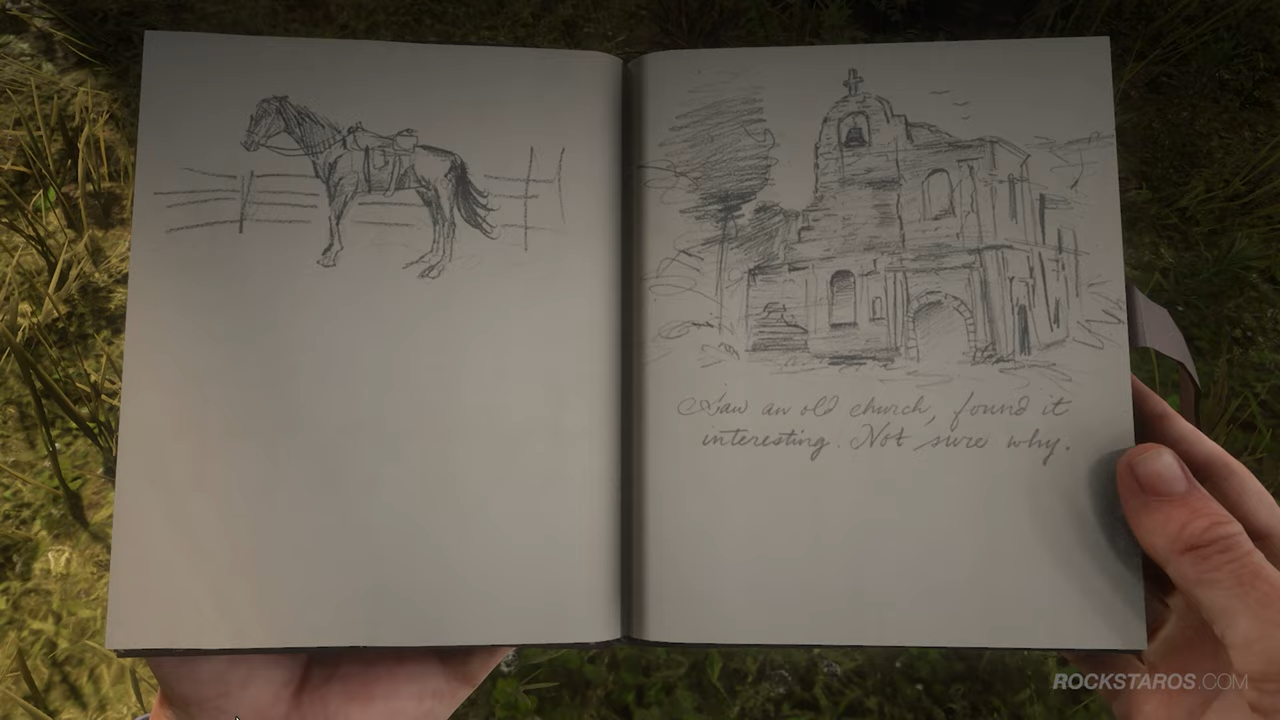 Saw an old church, found it
interesting. Not sure why.
ROCKSTAROS.COM